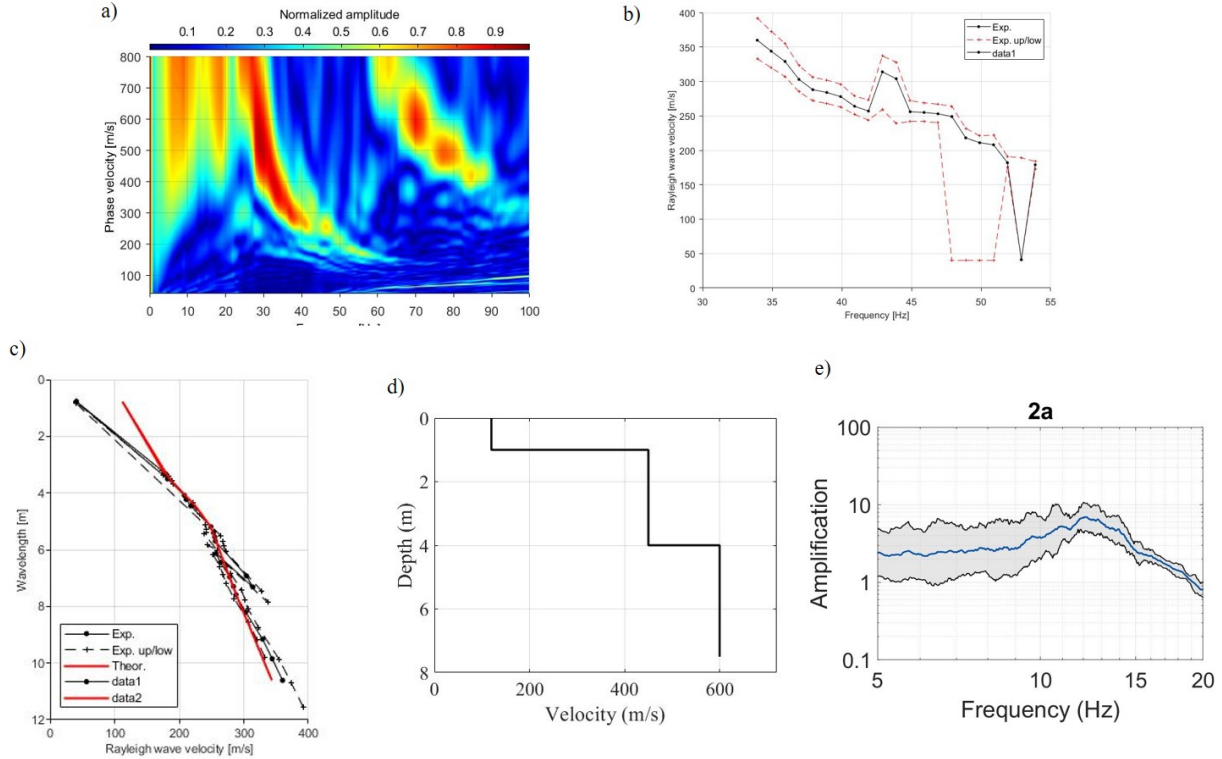 a)
Normalized amplitude
0.1 0.2 0.3 0.4 0.5 0.6 0.7 0.8 0.9
800
700
600
500
400
300
200
100
Phase velocity [m/s]
0 10 20 30 40 50 60 70 80 90 100
b)
400
350
300
250
200
150
100
50
0
Rayleigh wave velocity [m/s]
Exp.
Exp. up/low
data1
30 35 40 45 50 55
Frequency [Hz]
c)
0
2
4
6
8
10
12
Wavelength [m]
Exp.
Exp. up/low
Theor.
data1
data2
0 100 200 300 400
Rayleigh wave velocity [m/s]
d)
0
2
4
6
8
Depth (m)
0 200 400 600
Velocity (m/s)
e)
2a
100
10
1
0.1
Amplification
5 10 15 20
Frequency (Hz)